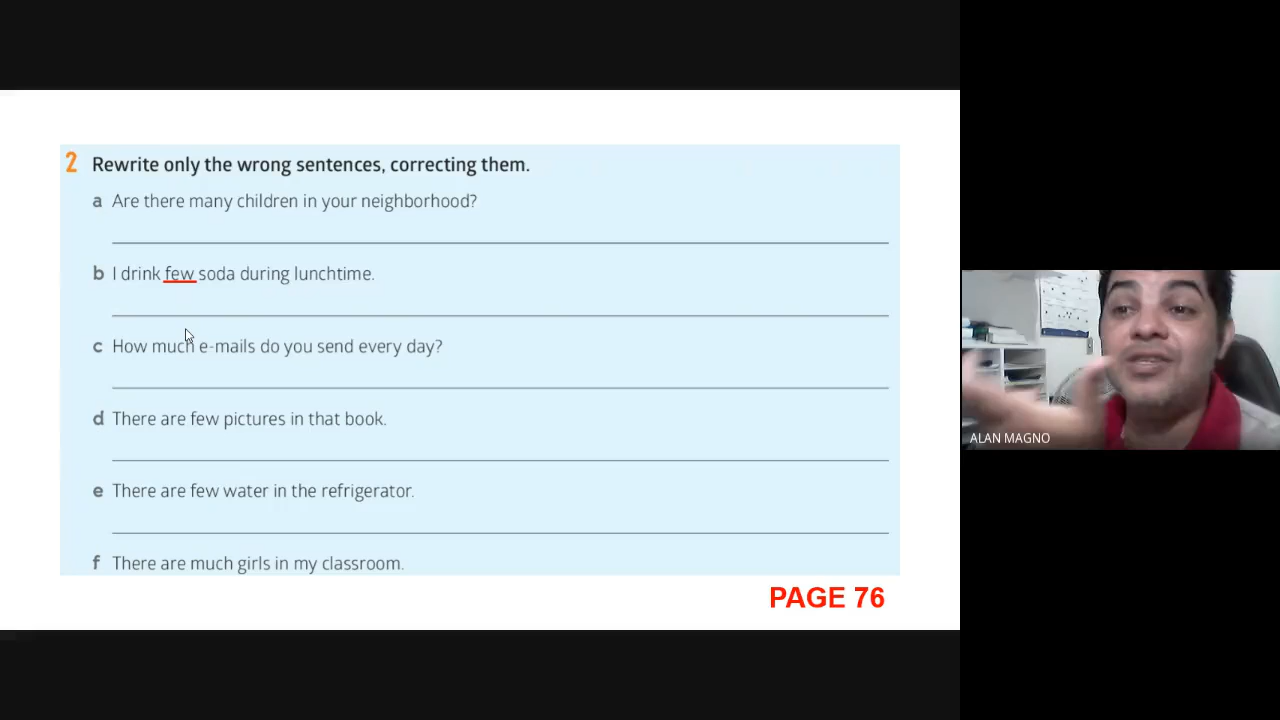 2 Rewrite only the wrong sentences, correcting them.
a Are there many children in your neighborhood?
b I drink few soda during lunchtime.
c How much e-mails do you send every day?
d There are few pictures in that book.
e There are few water in the refrigerator.
f There are much girls in my classroom.
PAGE 76
ALAN MAGNO